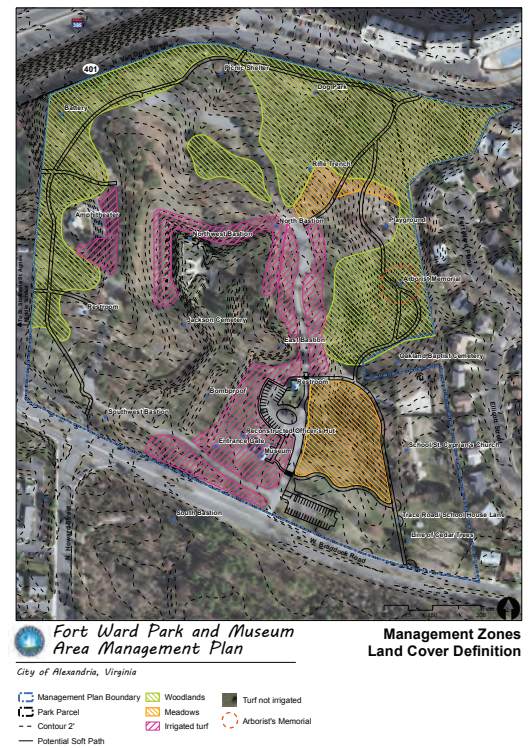 395
401
Picnic Shelter
Dog Park
Battery
Rifle Trench
Amphitheater
North Bastion
Playground
Northwest Bastion
Arborist Memorial
Restroom
Jackson Cemetery
East Bastion
Oakland Baptist Cemetery
Restroom
Bombproof
Southwest Bastion
Reconstructed Officer's Hut
Entrance Gate
School/St. Cyprian's Church
Museum
South Bastion
Trace Road/ School House Lane
Line of Cedar Trees
W. Braddock Road
Fort Ward Park and Museum
Area Management Plan
City of Alexandria, Virginia
Management Zones
Land Cover Definition
Management Plan Boundary
Park Parcel
Contour 2'
Potential Soft Path
Woodlands
Meadows
Irrigated turf
Turf not irrigated
Arborist's Memorial